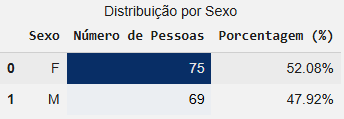 Distribuição por Sexo
Sexo Número de Pessoas Porcentagem (%)
0 F 75 52.08%
1 M 69 47.92%